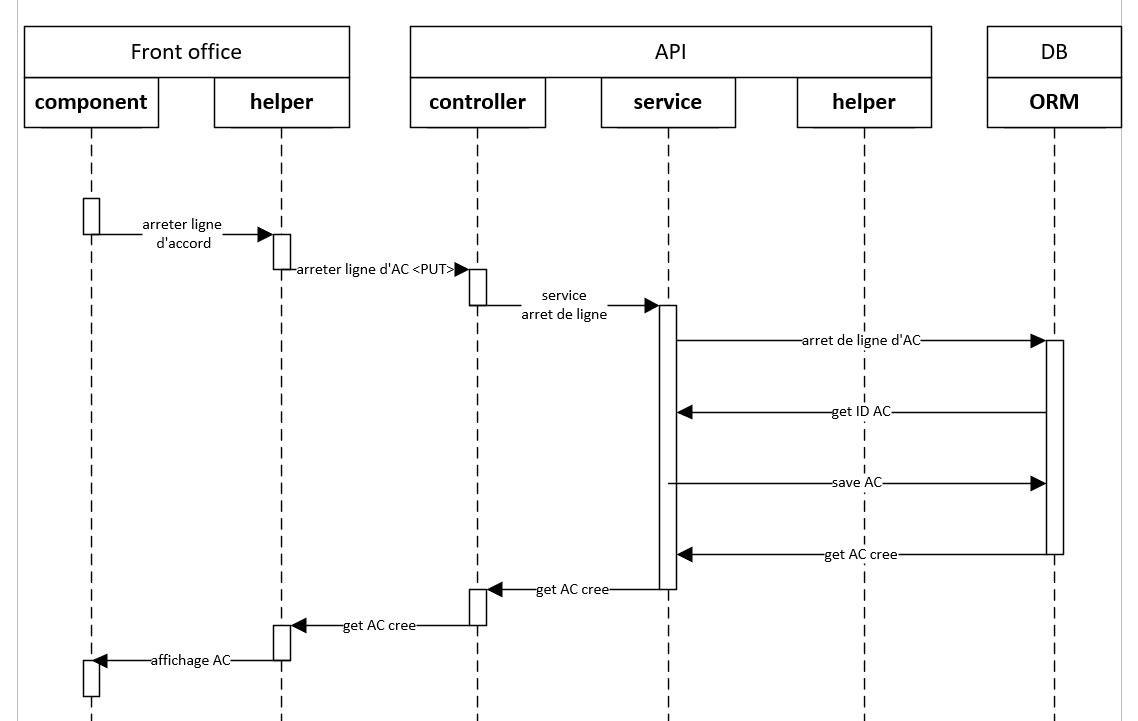 Front office
API
DB
component
helper
controller
service
helper
ORM
arreter ligne
d'accord
arreter ligne d'AC <PUT>
service
arret de ligne
arret de ligne d'AC
get ID AC
save AC
get AC cree
get AC cree
get AC cree
affichage AC